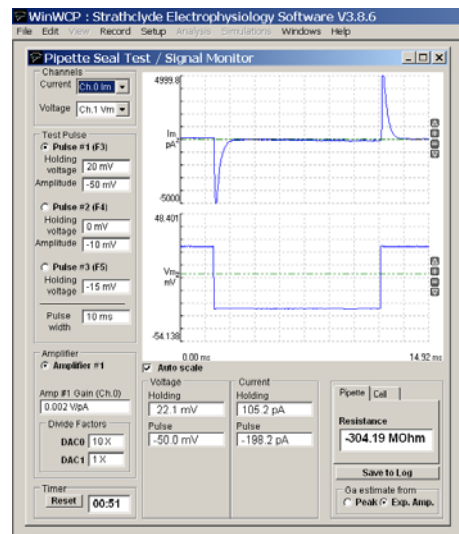 WinWCP : Strathclyde Electrophysiology Software V3.8.6
File Edit View Record Setup Analysis Simulations Windows Help
Pipette Seal Test / Signal Monitor
Channels
Current Ch.0 Im
Voltage Ch.1 Vm
Test Pulse
Pulse #1 (F3)
Holding voltage 20 mV
Amplitude -50 mV
Pulse #2 (F4)
Holding voltage 0 mV
Amplitude -10 mV
Pulse #3 (F5)
Holding voltage -15 mV
Pulse width 10 ms
Amplifier
Amplifier #1
Amp #1 Gain (Ch.0)
0.002 V/pA
Divide Factors
DAC0 10 X
DAC1 1 X
Timer
Reset 00:51
4999.8
Im
pA
-5000
48.401
Vm
mV
-54.138
0.00 ms 14.92 ms
Auto scale
Voltage
Holding
22.1 mV
Pulse
-50.0 mV
Current
Holding
105.2 pA
Pulse
-198.2 pA
Pipette Cell
Resistance
-304.19 MOhm
Save to Log
Ga estimate from
Peak Exp. Amp.